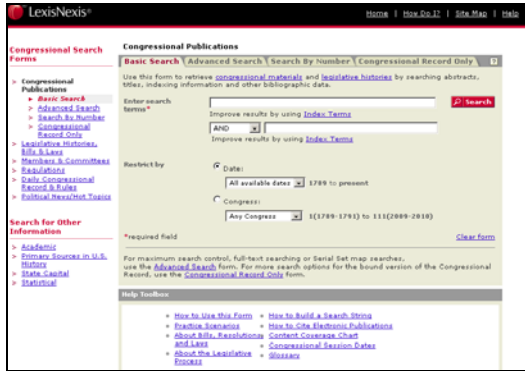 LexisNexis®
Home | How Do I? | Site Map | Help
Congressional Search
Forms
> Congressional
Publications
► Basic Search
► Advanced Search
► Search By Number
► Congressional
Record Only
> Legislative Histories,
Bills & Laws
> Members & Committees
> Regulations
> Daily Congressional
Record & Rules
> Political News/Hot Topics
Search for Other
Information
> Academic
> Primary Sources in U.S.
History
> State Capital
> Statistical
Congressional Publications
Basic Search Advanced Search Search By Number Congressional Record Only ?
Use this form to retrieve congressional materials and legislative histories by searching abstracts,
titles, indexing information and other bibliographic data.
Enter search
terms*
Search
Improve results by using Index Terms
AND
Improve results by using Index Terms
Restrict by
Date:
All available dates 1789 to present
Congress:
Any Congress 1(1789-1791) to 111(2009-2010)
*required field
Clear form
For maximum search control, full-text searching or Serial Set map searches,
use the Advanced Search form. For more search options for the bound version of the Congressional
Record, use the Congressional Record Only form.
Help Toolbox
How to Use this Form
Practice Scenarios
About Bills, Resolutions
and Laws
About the Legislative
Process
How to Build a Search String
How to Cite Electronic Publications
Content Coverage Chart
Congressional Session Dates
Glossary